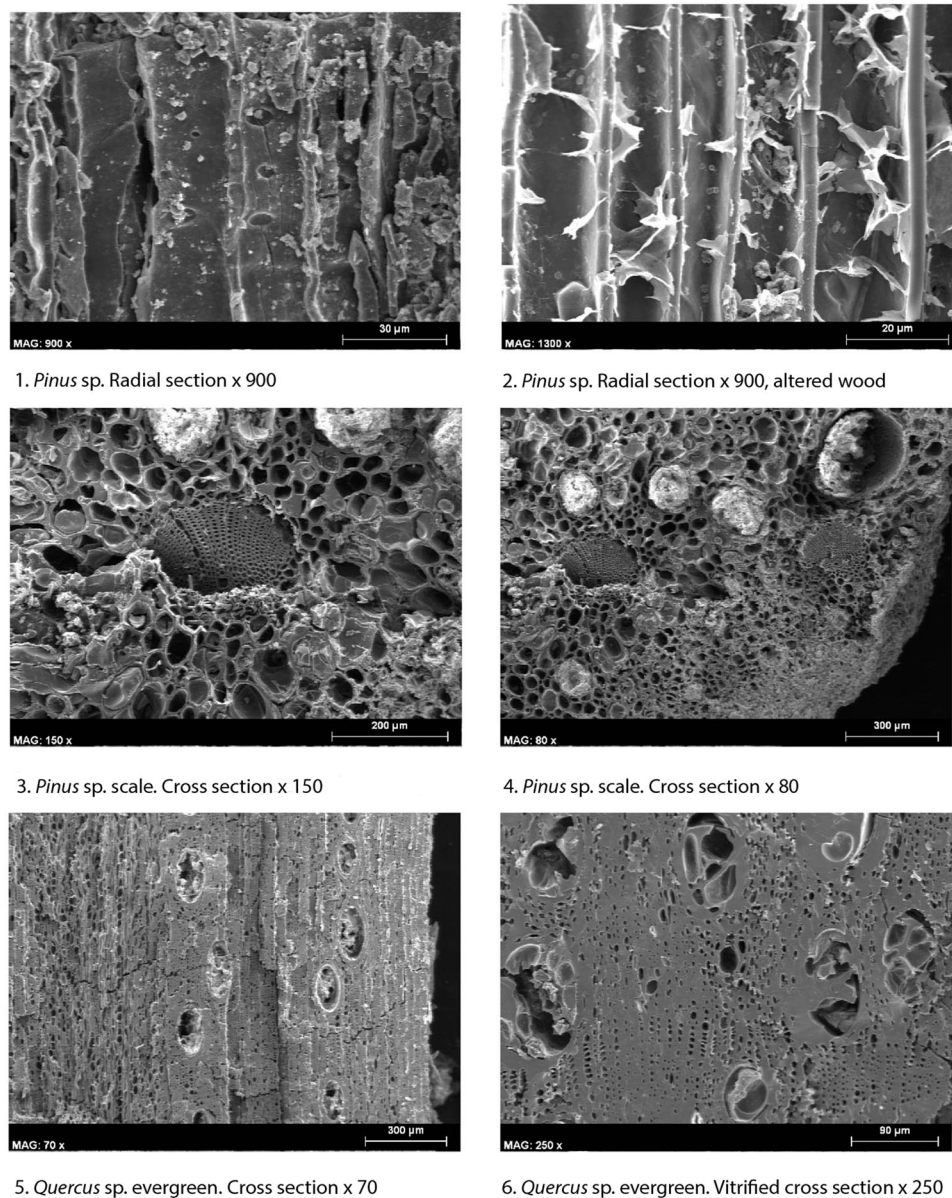 MAG: 900 x 30 µm
MAG: 1300 x 20 µm
1. Pinus sp. Radial section x 900
2. Pinus sp. Radial section x 900, altered wood
MAG: 150 x 200 µm
MAG: 80 x 300 µm
3. Pinus sp. scale. Cross section x 150
4. Pinus sp. scale. Cross section x 80
MAG: 70 x 300 µm
MAG: 250 x 90 µm
5. Quercus sp. evergreen. Cross section x 70
6. Quercus sp. evergreen. Vitrified cross section x 250